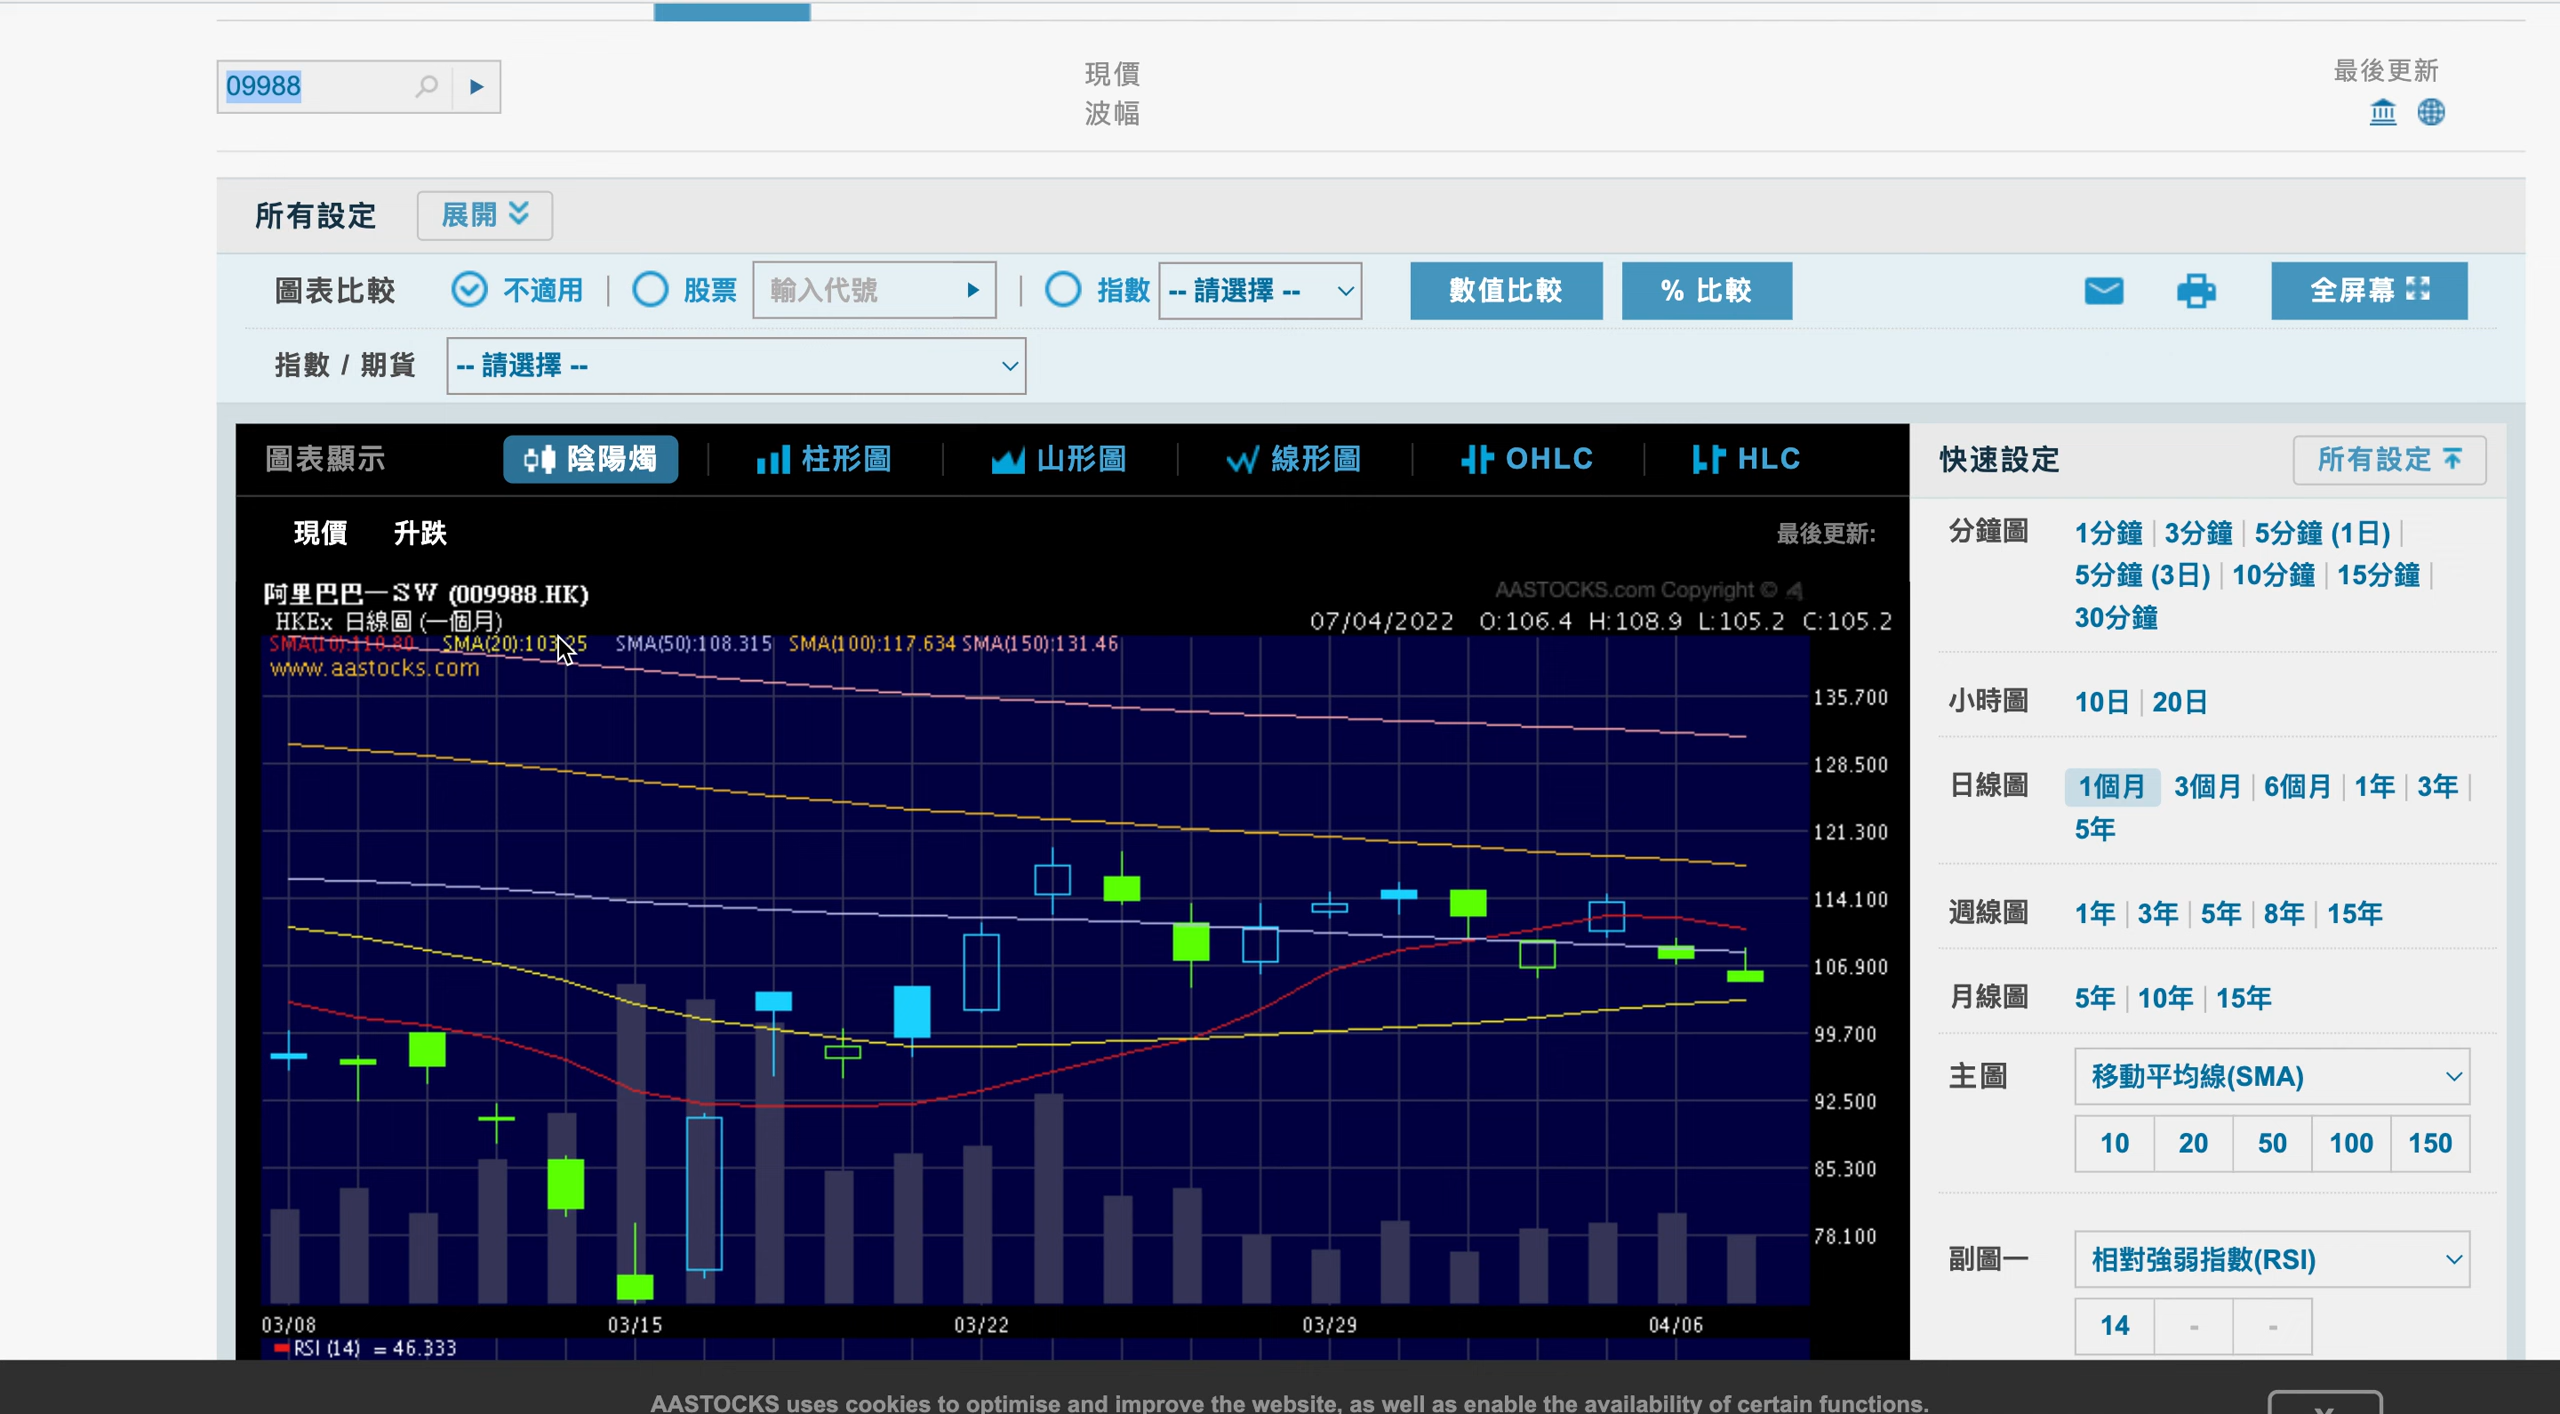 09988
現價
波幅
最後更新
所有設定 展開
圖表比較 不適用 股票 輸入代號 指數 -- 請選擇 -- 數值比較 % 比較 全屏幕
指數 / 期貨 -- 請選擇 --
圖表顯示 陰陽燭 柱形圖 山形圖 線形圖 OHLC HLC
現價 升跌 最後更新:
AASTOCKS.com Copyright ©
阿里巴巴－SW (009988.HK)
HKEx 日線圖 (一個月) 07/04/2022 O:106.4 H:108.9 L:105.2 C:105.2
SMA(10):110.80 SMA(20):103.25 SMA(50):108.315 SMA(100):117.634 SMA(150):131.46
www.aastocks.com
135.700
128.500
121.300
114.100
106.900
99.700
92.500
85.300
78.100
03/08 03/15 03/22 03/29 04/06
RSI (14) = 46.333
快速設定 所有設定
分鐘圖 1分鐘 3分鐘 5分鐘 (1日)
5分鐘 (3日) 10分鐘 15分鐘
30分鐘
小時圖 10日 20日
日線圖 1個月 3個月 6個月 1年 3年
5年
週線圖 1年 3年 5年 8年 15年
月線圖 5年 10年 15年
主圖 移動平均線(SMA)
10 20 50 100 150
副圖一 相對強弱指數(RSI)
14 - -
AASTOCKS uses cookies to optimise and improve the website, as well as enable the availability of certain functions.